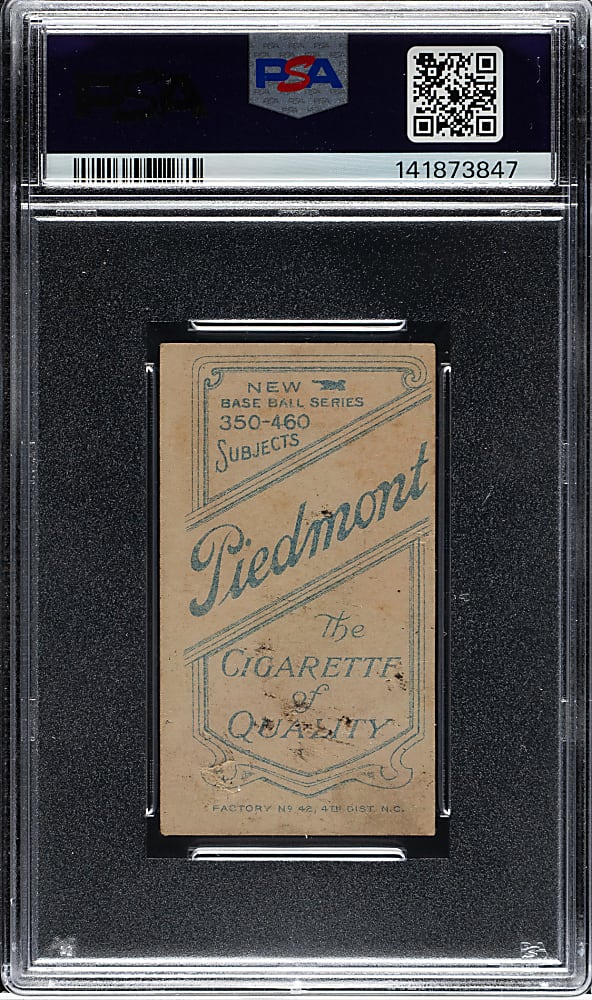 PSA
PSA
141873847
NEW
BASE BALL SERIES
350-460
SUBJECTS
Piedmont
The
CIGARETTE
of
QUALITY
FACTORY Nº 42, 4TH DIST. N.C.